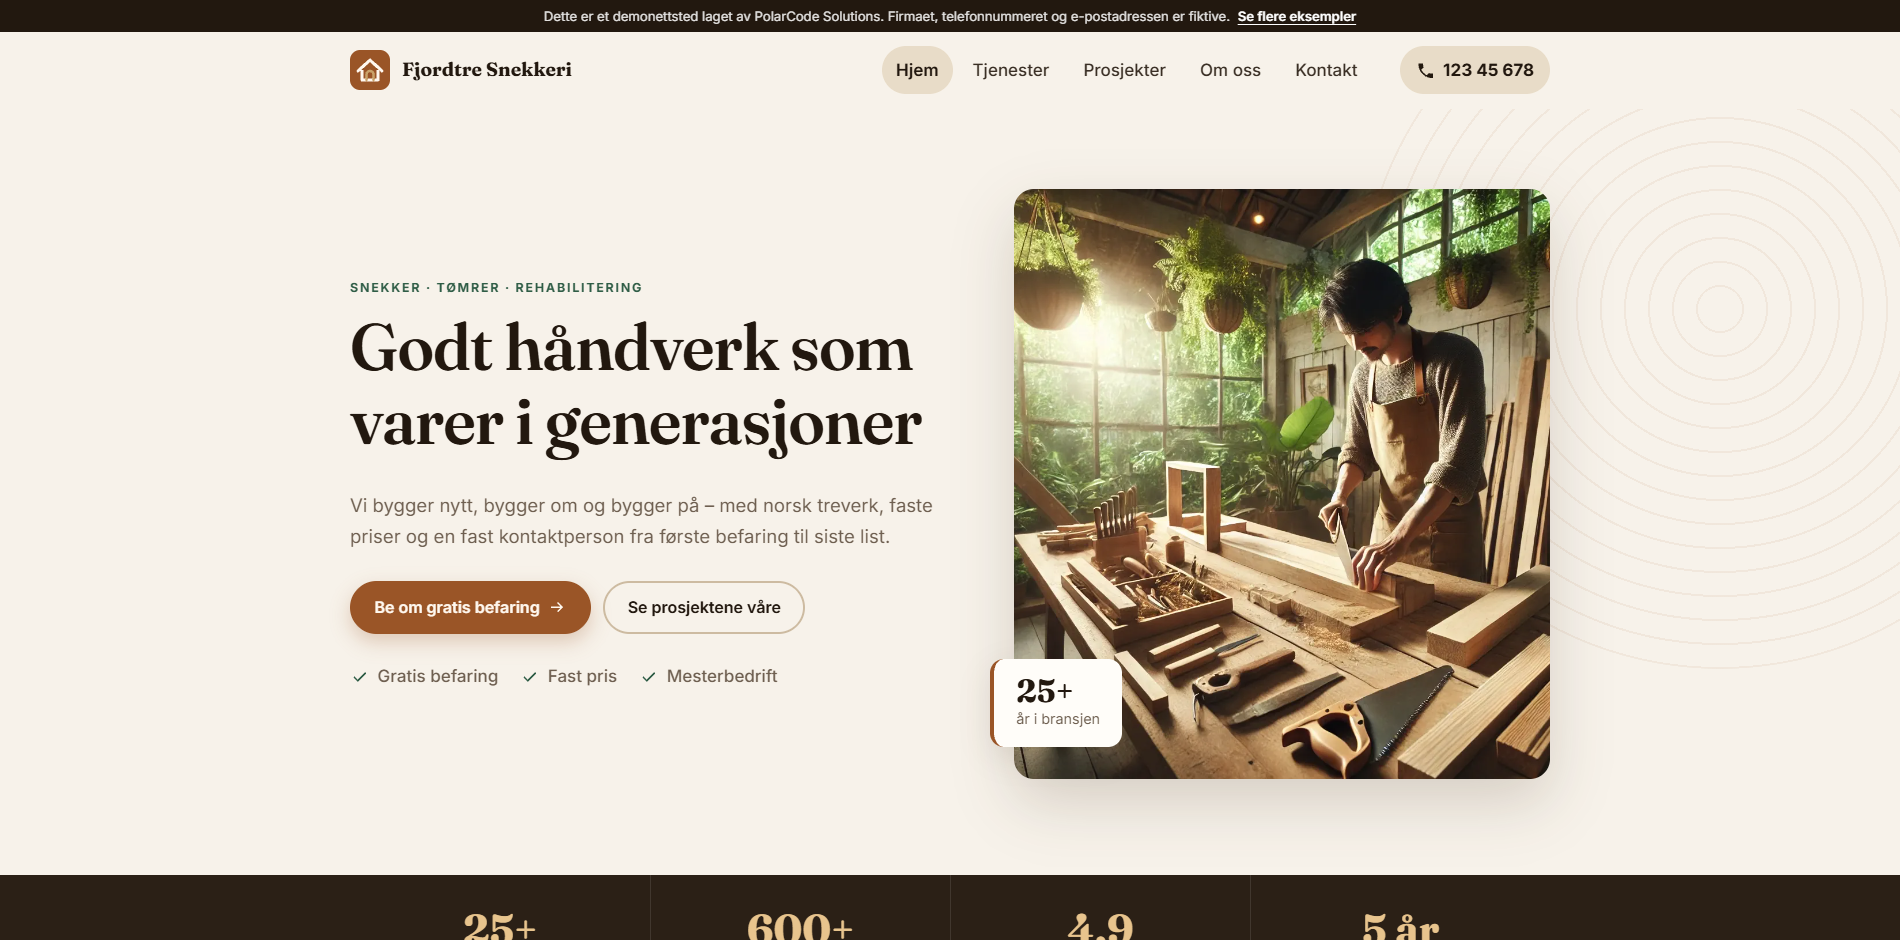 Dette er et demonettsted laget av PolarCode Solutions. Firmaet, telefonnummeret og e-postadressen er fiktive. Se flere eksempler
Fjordtre Snekkeri
Hjem
Tjenester
Prosjekter
Om oss
Kontakt
123 45 678
SNEKKER · TØMRER · REHABILITERING
Godt håndverk som
varer i generasjoner
Vi bygger nytt, bygger om og bygger på – med norsk treverk, faste
priser og en fast kontaktperson fra første befaring til siste list.
Be om gratis befaring →
Se prosjektene våre
Gratis befaring
Fast pris
Mesterbedrift
25+
år i bransjen
25+
600+
4,9
5 år